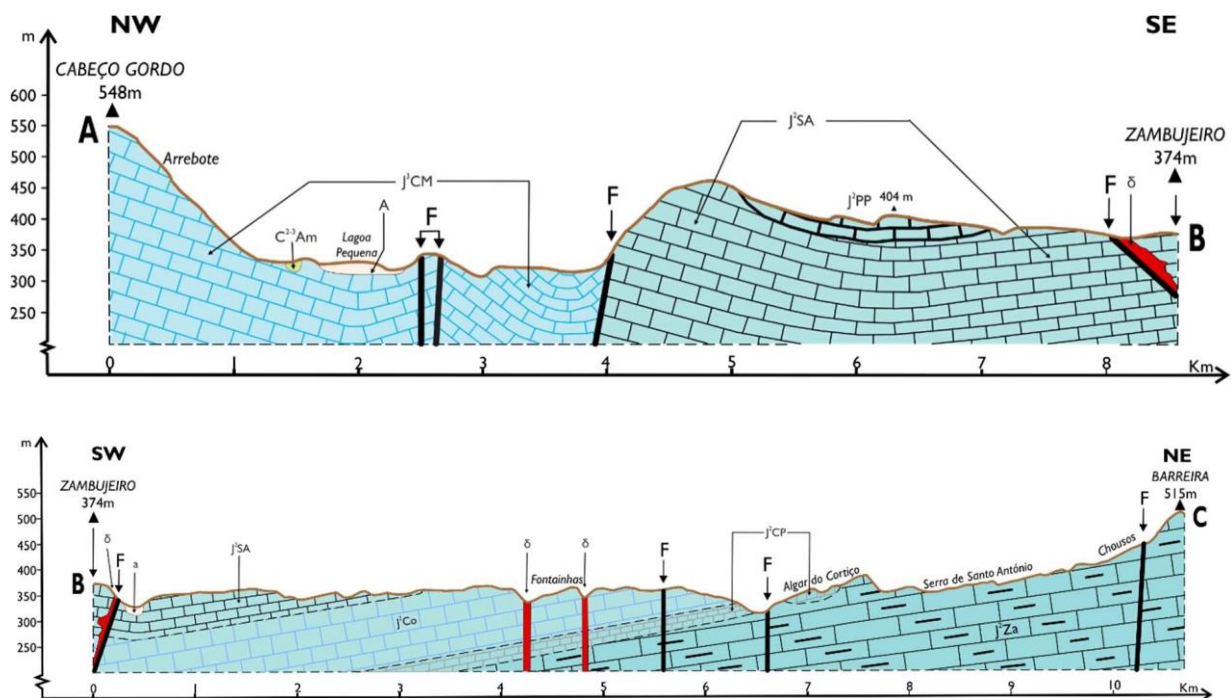 NW
SE
m
CABEÇO GORDO
548m
A
Arrebote
J³CM
J²SA
ZAMBUJEIRO
374m
600
550
500
450
400
350
300
250
C²⁻³Am
Lagoa
Pequena
A
F
F
J²PP 404 m
F
δ
B
0
1
2
3
4
5
6
7
8
Km
m
SW
NE
ZAMBUJEIRO
374m
BARREIRA
515m
550
500
450
400
350
300
250
200
B
δ
F
a
J²SA
δ
Fontainhas
δ
F
J²CP
F
Algar do Cortiço
Serra de Santo António
Chousos
F
C
J²Co
J²Za
0
1
2
3
4
5
6
7
8
9
10
Km